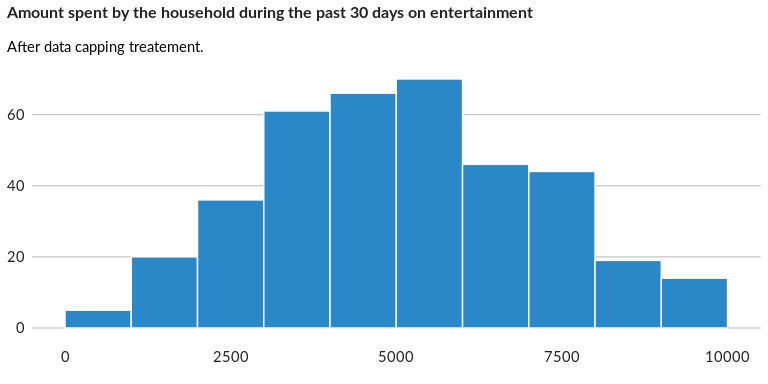 Amount spent by the household during the past 30 days on entertainment
After data capping treatement.
60
40
20
0
0 2500 5000 7500 10000